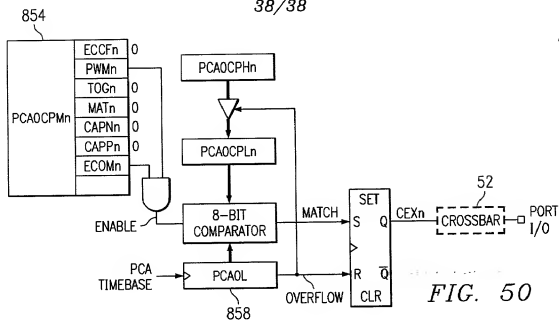 38/38
854
PCA0CPMn
ECCFn 0
PWMn
TOGn 0
MATn 0
CAPNn 0
CAPPn 0
ECOMn
PCA0CPHn
PCA0CPLn
ENABLE
8-BIT
COMPARATOR
MATCH
PCA
TIMEBASE
PCA0L
858
OVERFLOW
SET
S Q
R Q̅
CLR
CEXn
52
CROSSBAR
PORT
I/O
FIG. 50